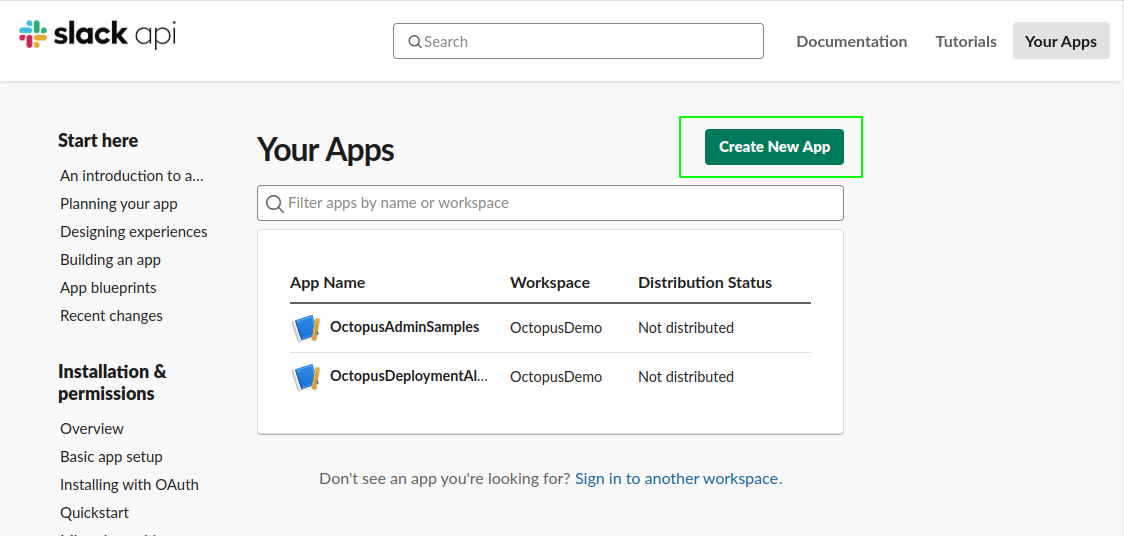 slack api
Search
Documentation
Tutorials
Your Apps
Start here
An introduction to a...
Planning your app
Designing experiences
Building an app
App blueprints
Recent changes
Installation &
permissions
Overview
Basic app setup
Installing with OAuth
Quickstart
Your Apps
Create New App
Filter apps by name or workspace
App Name Workspace Distribution Status
OctopusAdminSamples OctopusDemo Not distributed
OctopusDeploymentAl... OctopusDemo Not distributed
Don't see an app you're looking for? Sign in to another workspace.